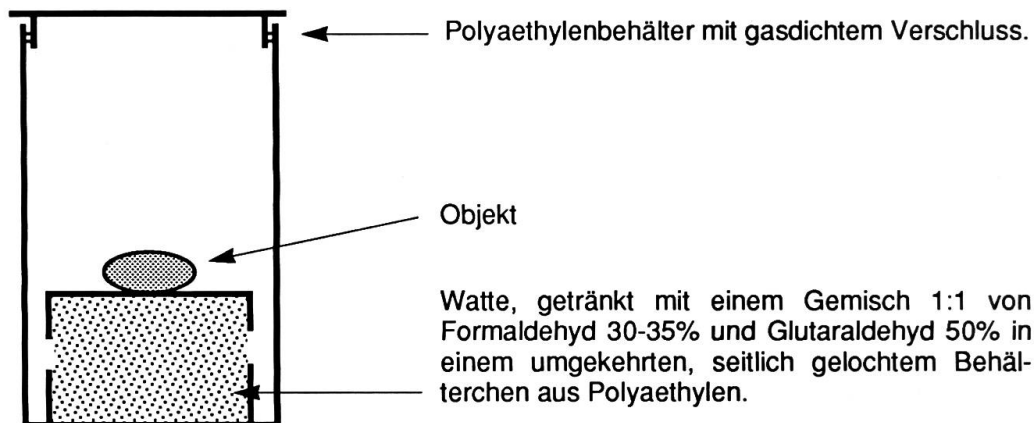 Polyaethylenbehälter mit gasdichtem Verschluss.
Objekt
Watte, getränkt mit einem Gemisch 1:1 von
Formaldehyd 30-35% und Glutaraldehyd 50% in
einem umgekehrten, seitlich gelochtem Behäl-
terchen aus Polyaethylen.